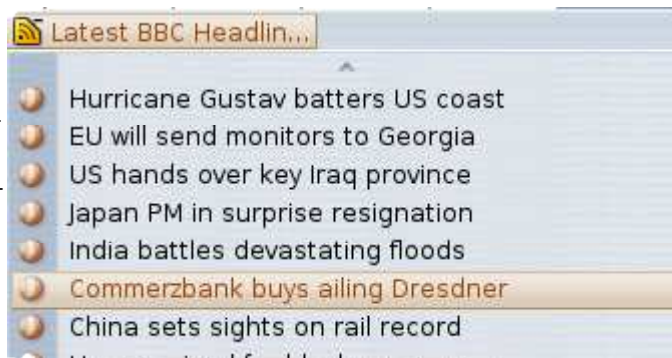 Latest BBC Headlin...
Hurricane Gustav batters US coast
EU will send monitors to Georgia
US hands over key Iraq province
Japan PM in surprise resignation
India battles devastating floods
Commerzbank buys ailing Dresdner
China sets sights on rail record